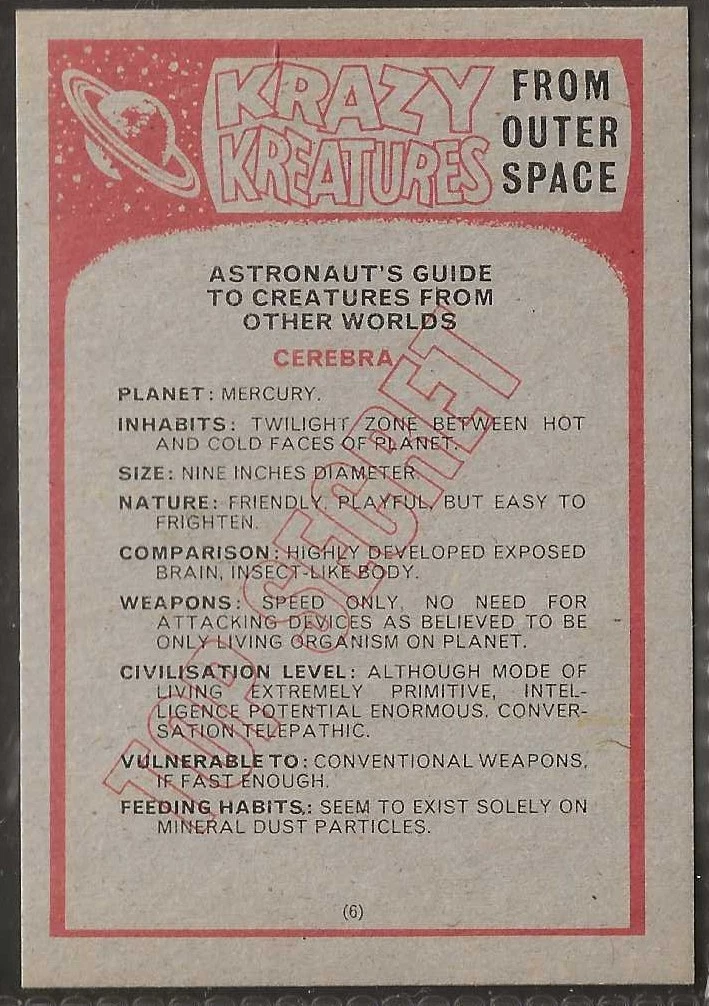 KRAZY
KREATURES
FROM
OUTER
SPACE
ASTRONAUT'S GUIDE
TO CREATURES FROM
OTHER WORLDS
CEREBRA
PLANET: MERCURY.
INHABITS: TWILIGHT ZONE BETWEEN HOT
AND COLD FACES OF PLANET.
SIZE: NINE INCHES DIAMETER.
NATURE: FRIENDLY, PLAYFUL, BUT EASY TO
FRIGHTEN.
COMPARISON: HIGHLY DEVELOPED EXPOSED
BRAIN, INSECT-LIKE BODY.
WEAPONS: SPEED ONLY, NO NEED FOR
ATTACKING DEVICES AS BELIEVED TO BE
ONLY LIVING ORGANISM ON PLANET.
CIVILISATION LEVEL: ALTHOUGH MODE OF
LIVING EXTREMELY PRIMITIVE, INTEL-
LIGENCE POTENTIAL ENORMOUS. CONVER-
SATION TELEPATHIC.
VULNERABLE TO: CONVENTIONAL WEAPONS,
IF FAST ENOUGH.
FEEDING HABITS,: SEEM TO EXIST SOLELY ON
MINERAL DUST PARTICLES.
TOP SECRET
(6)